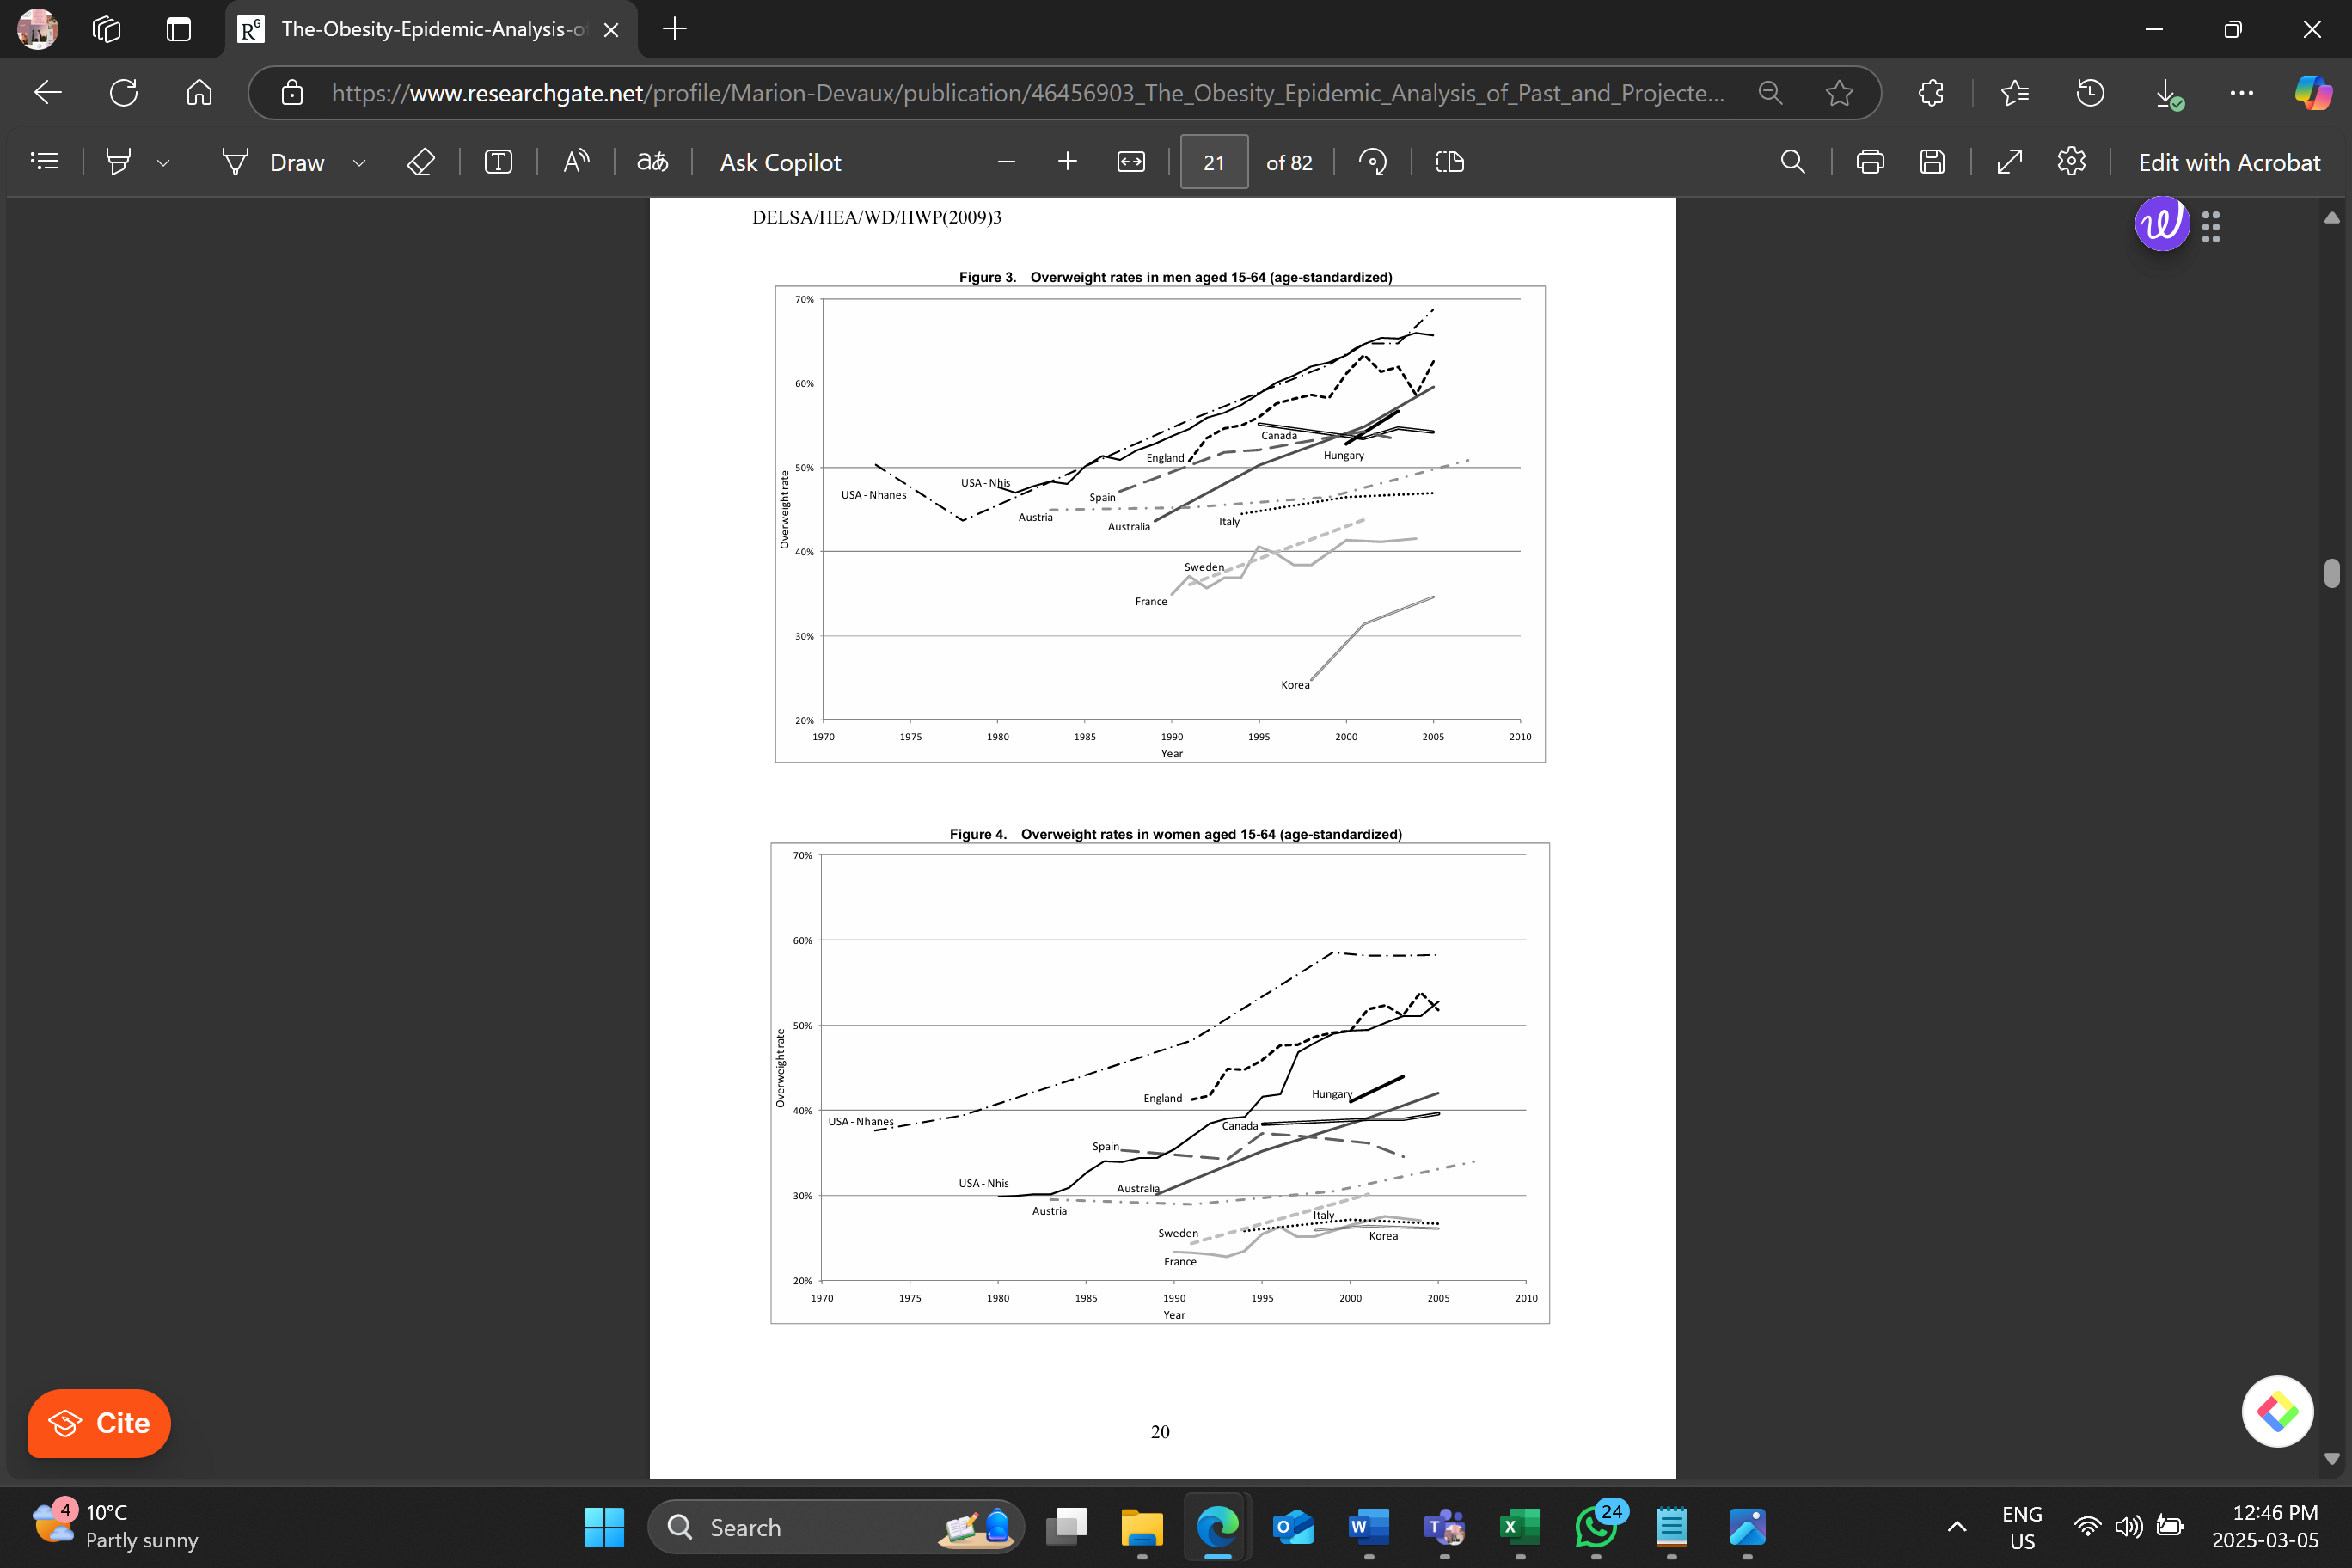 The-Obesity-Epidemic-Analysis-o
https://www.researchgate.net/profile/Marion-Devaux/publication/46456903_The_Obesity_Epidemic_Analysis_of_Past_and_Projecte...
Draw
aあ
Ask Copilot
21 of 82
Edit with Acrobat
DELSA/HEA/WD/HWP(2009)3
Figure 3. Overweight rates in men aged 15-64 (age-standardized)
70%
60%
50%
40%
30%
20%
Overweight rate
USA - Nhanes
USA - Nhis
Austria
Spain
Australia
England
Canada
Hungary
Italy
Sweden
France
Korea
1970 1975 1980 1985 1990 1995 2000 2005 2010
Year
Figure 4. Overweight rates in women aged 15-64 (age-standardized)
70%
60%
50%
40%
30%
20%
Overweight rate
USA - Nhanes
England
Hungary
Canada
Spain
USA - Nhis
Australia
Austria
Italy
Sweden
Korea
France
1970 1975 1980 1985 1990 1995 2000 2005 2010
Year
20
Cite
4
10°C
Partly sunny
Search
24
ENG
US
12:46 PM
2025-03-05